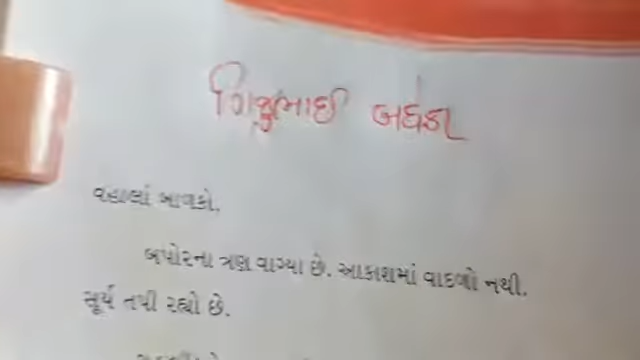 ગિજુભાઈ બધેકા
વહાલાં બાળકો,
બપોરના ત્રણ વાગ્યા છે. આકાશમાં વાદળો નથી.
સૂર્ય તપી રહ્યો છે.